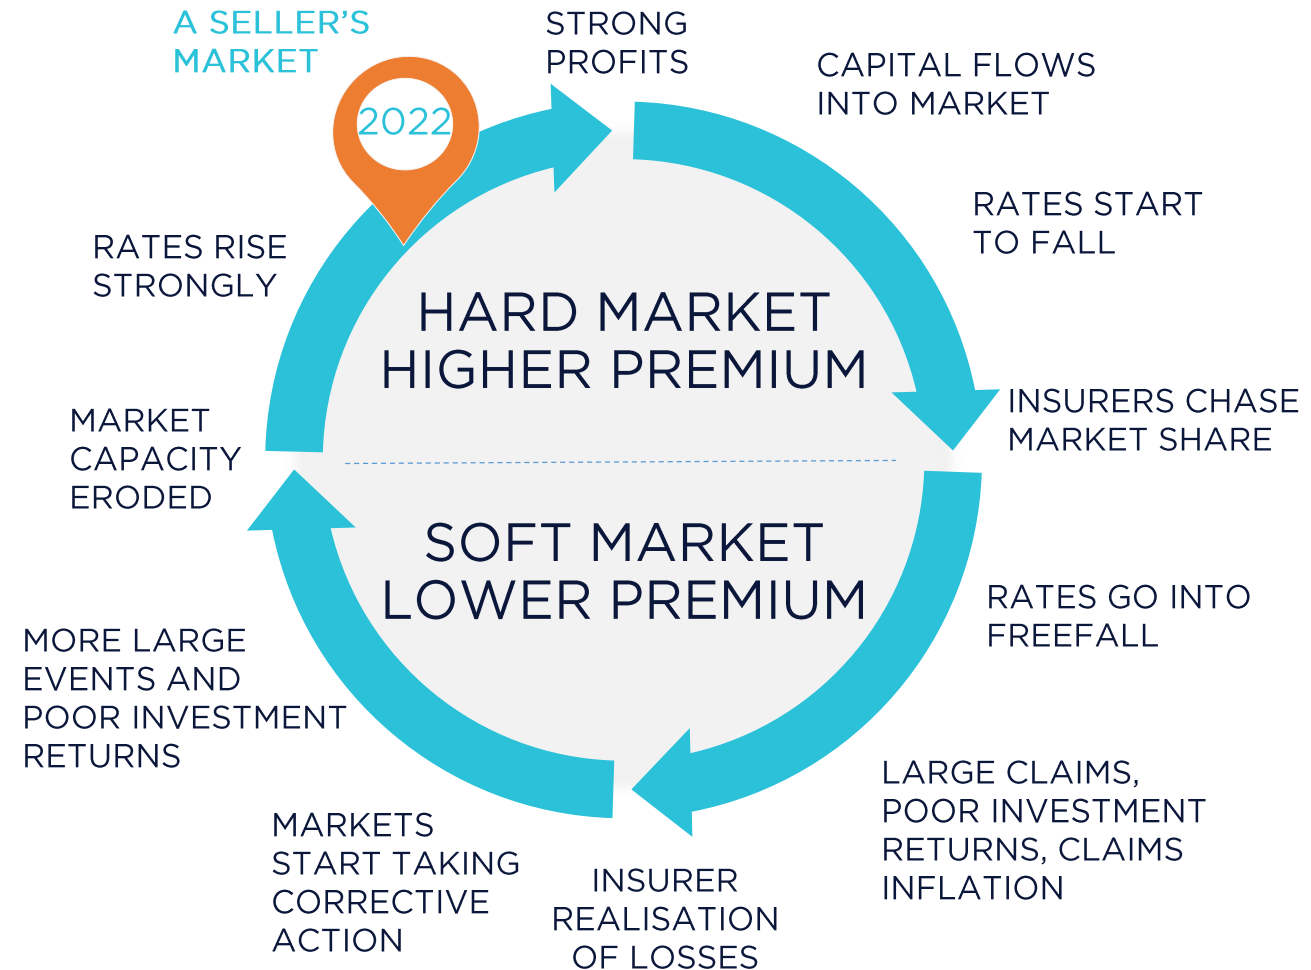 A SELLER'S
MARKET
2022
STRONG
PROFITS
CAPITAL FLOWS
INTO MARKET
RATES START
TO FALL
INSURERS CHASE
MARKET SHARE
RATES GO INTO
FREEFALL
LARGE CLAIMS,
POOR INVESTMENT
RETURNS, CLAIMS
INFLATION
INSURER
REALISATION
OF LOSSES
MARKETS
START TAKING
CORRECTIVE
ACTION
MORE LARGE
EVENTS AND
POOR INVESTMENT
RETURNS
MARKET
CAPACITY
ERODED
RATES RISE
STRONGLY
HARD MARKET
HIGHER PREMIUM
SOFT MARKET
LOWER PREMIUM